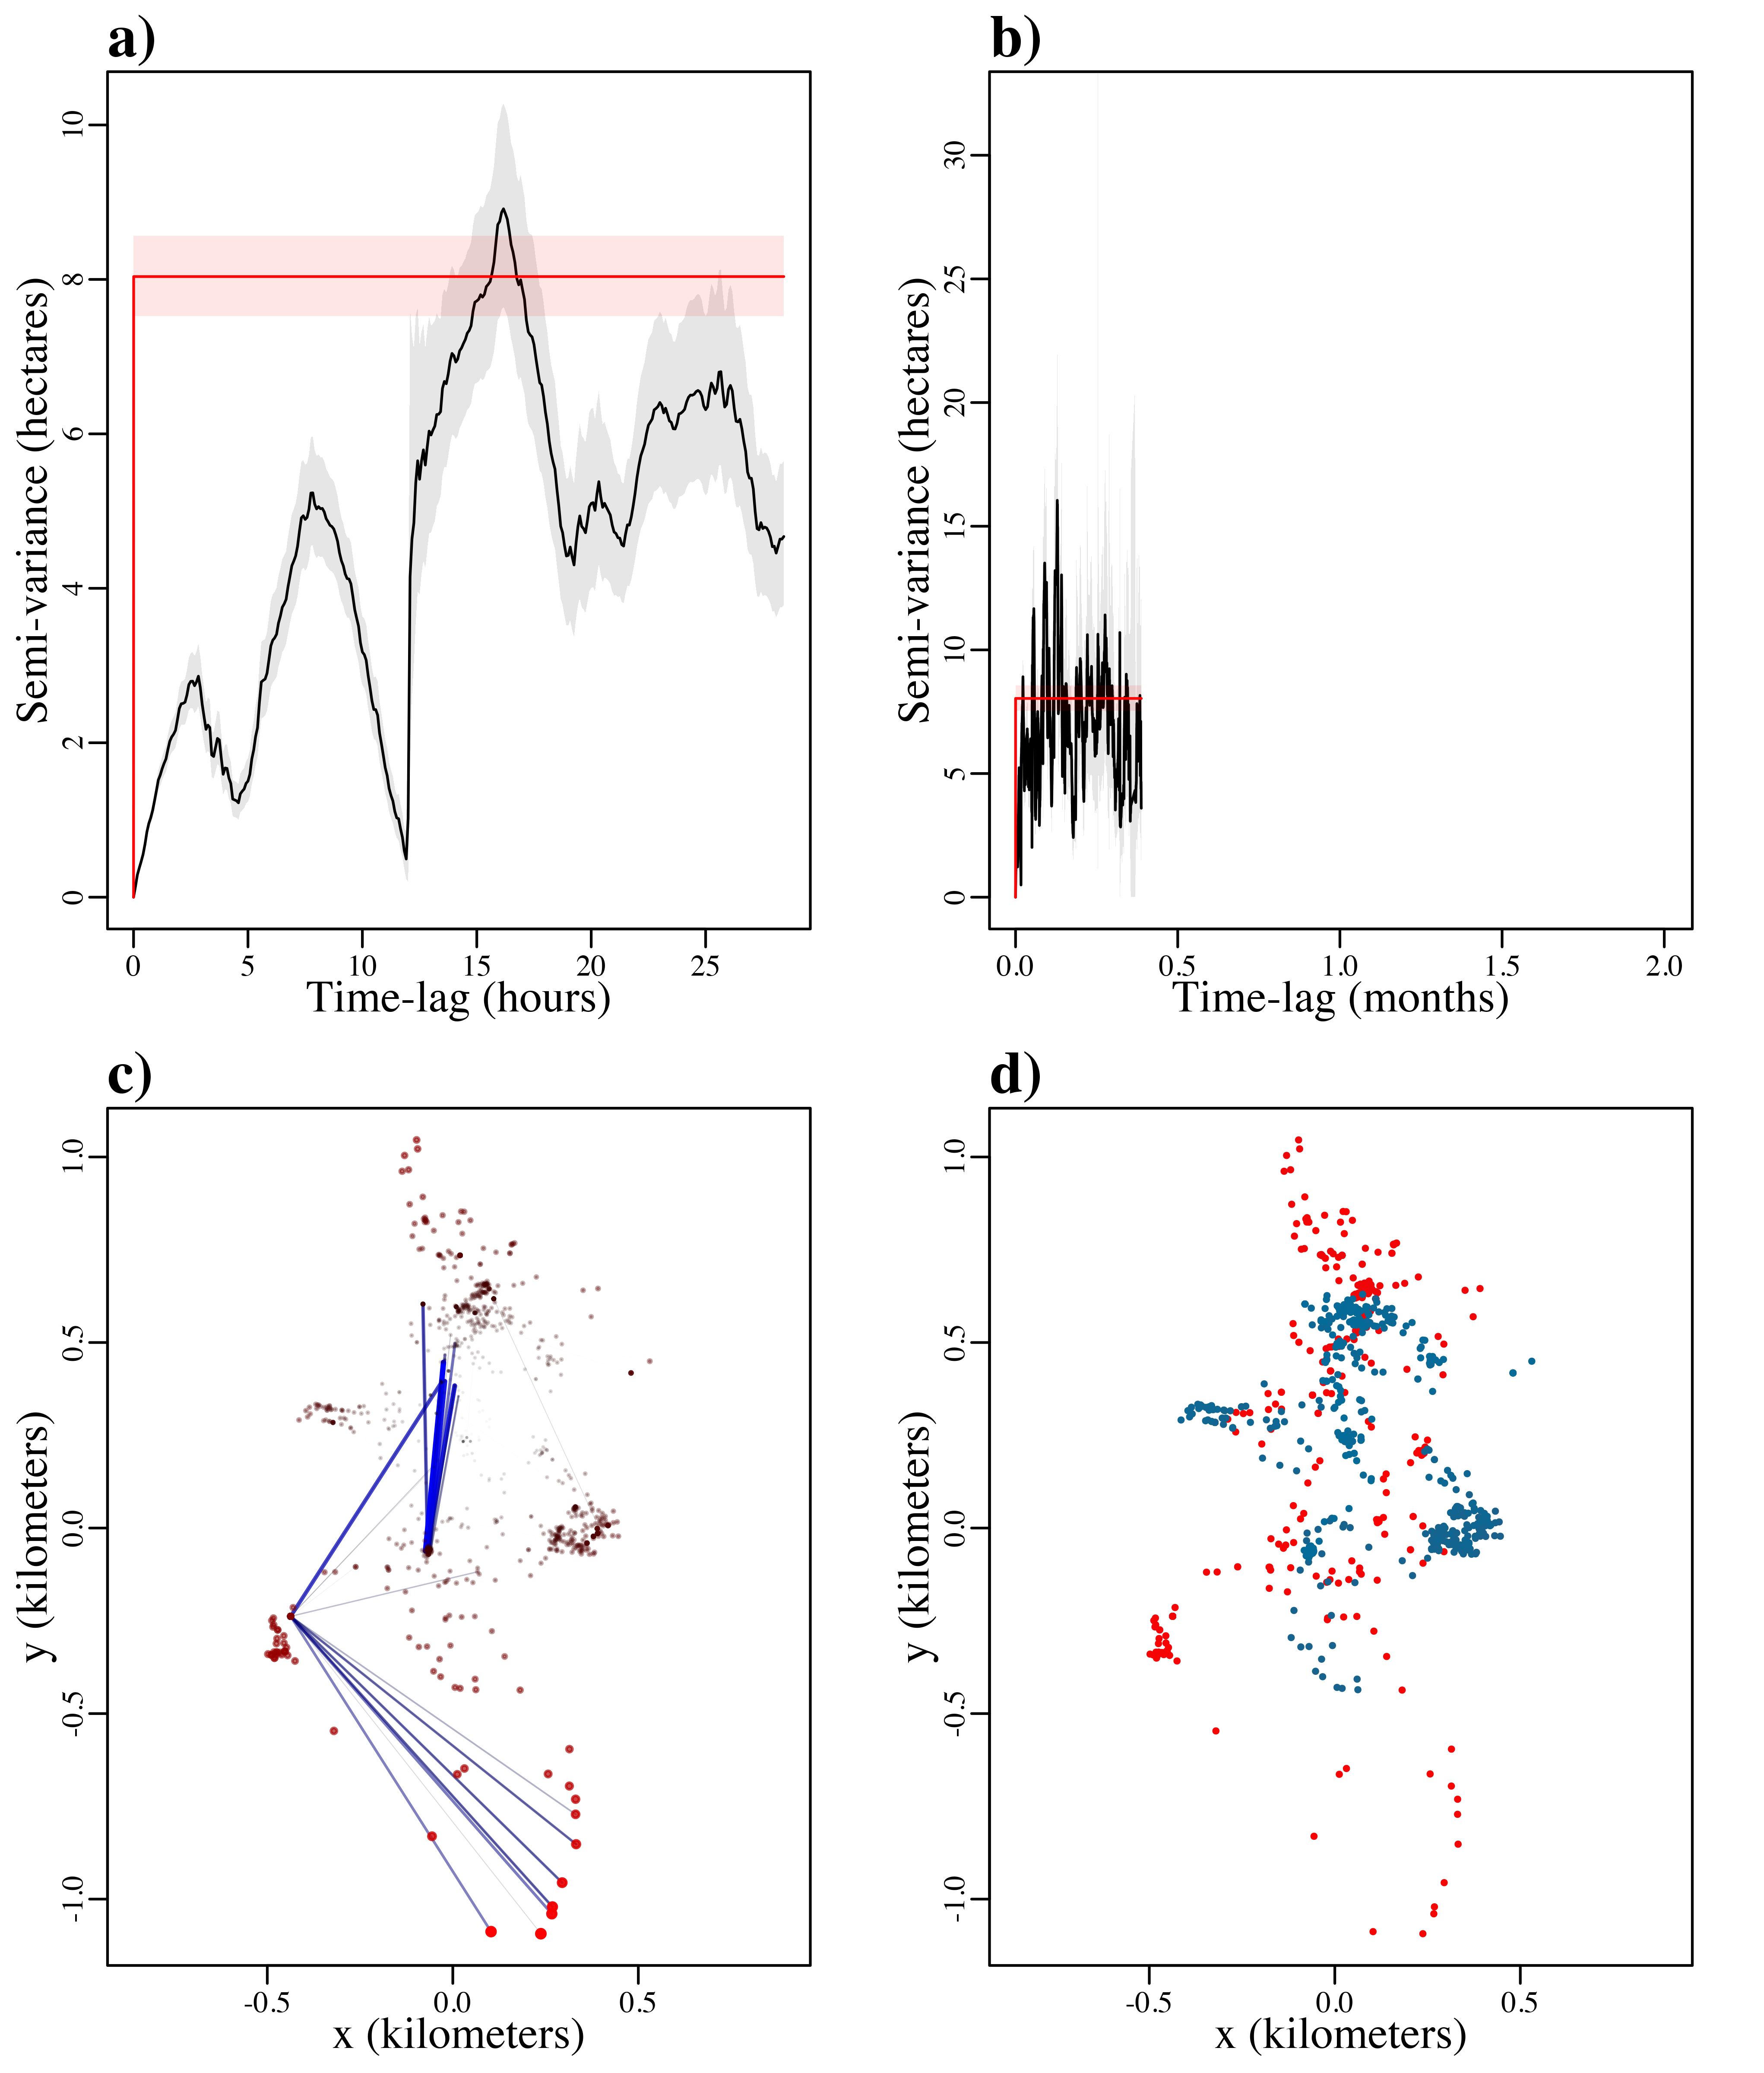 a)
Semi-variance (hectares)
10
8
6
4
2
0
0 5 10 15 20 25
Time-lag (hours)
b)
Semi-variance (hectares)
30
25
20
15
10
5
0
0.0 0.5 1.0 1.5 2.0
Time-lag (months)
c)
y (kilometers)
1.0
0.5
0.0
-0.5
-1.0
-0.5 0.0 0.5
x (kilometers)
d)
y (kilometers)
1.0
0.5
0.0
-0.5
-1.0
-0.5 0.0 0.5
x (kilometers)